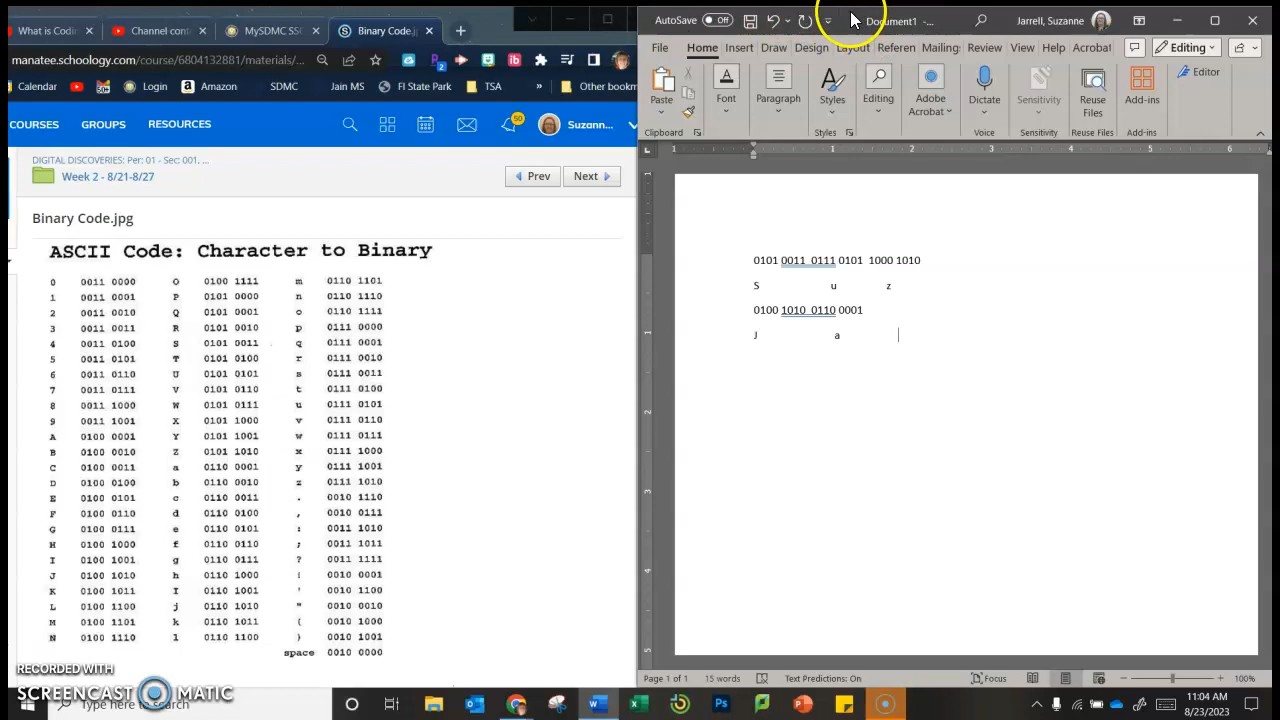 What is Codin
Channel cont
MySDMC SSC
Binary Code.j
AutoSave Off
Document1 -...
Jarrell, Suzanne
manatee.schoology.com/course/6804132881/materials/...
File Home Insert Draw Design Layout Referen Mailing: Review View Help Acrobat Editing
Calendar
50+
Login
Amazon
SDMC
Jain MS
Fl State Park
TSA
»
Other bookm
Paste
Font
Paragraph
Styles
Editing
Adobe Acrobat
Dictate
Sensitivity
Reuse Files
Add-ins
Editor
Clipboard
Styles
Voice
Sensitivity
Reuse Files
Add-ins
COURSES GROUPS RESOURCES 50 Suzann...
DIGITAL DISCOVERIES: Per: 01 - Sec: 001, ...
Week 2 - 8/21-8/27
Prev
Next
Binary Code.jpg
ASCII Code: Character to Binary
0 0011 0000 O 0100 1111 m 0110 1101
1 0011 0001 P 0101 0000 n 0110 1110
2 0011 0010 Q 0101 0001 o 0110 1111
3 0011 0011 R 0101 0010 p 0111 0000
4 0011 0100 S 0101 0011 q 0111 0001
5 0011 0101 T 0101 0100 r 0111 0010
6 0011 0110 U 0101 0101 s 0111 0011
7 0011 0111 V 0101 0110 t 0111 0100
8 0011 1000 W 0101 0111 u 0111 0101
9 0011 1001 X 0101 1000 v 0111 0110
A 0100 0001 Y 0101 1001 w 0111 0111
B 0100 0010 Z 0101 1010 x 0111 1000
C 0100 0011 a 0110 0001 y 0111 1001
D 0100 0100 b 0110 0010 z 0111 1010
E 0100 0101 c 0110 0011 . 0010 1110
F 0100 0110 d 0110 0100 , 0010 0111
G 0100 0111 e 0110 0101 : 0011 1010
H 0100 1000 f 0110 0110 ; 0011 1011
I 0100 1001 g 0110 0111 ? 0011 1111
J 0100 1010 h 0110 1000 ! 0010 0001
K 0100 1011 I 0110 1001 ' 0010 1100
L 0100 1100 j 0110 1010 " 0010 0010
M 0100 1101 k 0110 1011 ( 0010 1000
N 0100 1110 l 0110 1100 ) 0010 1001
space 0010 0000
0101 0011 0111 0101 1000 1010
S u z
0100 1010 0110 0001
J a
RECORDED WITH
SCREENCAST MATIC
Page 1 of 1 15 words Text Predictions: On Focus 100%
Type here to search
11:04 AM
8/23/2023